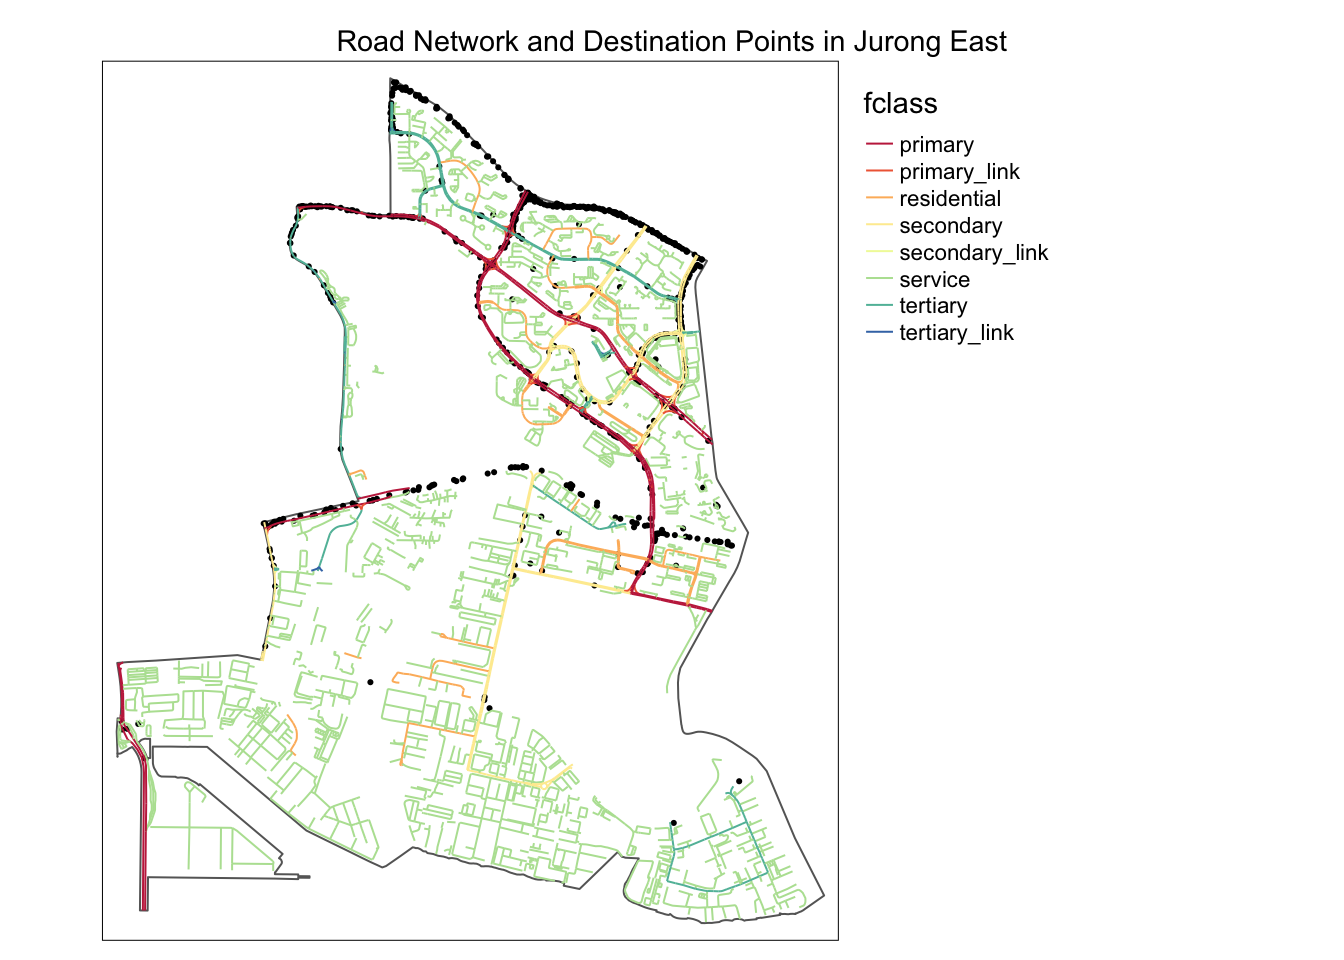 Road Network and Destination Points in Jurong East
fclass
primary
primary_link
residential
secondary
secondary_link
service
tertiary
tertiary_link